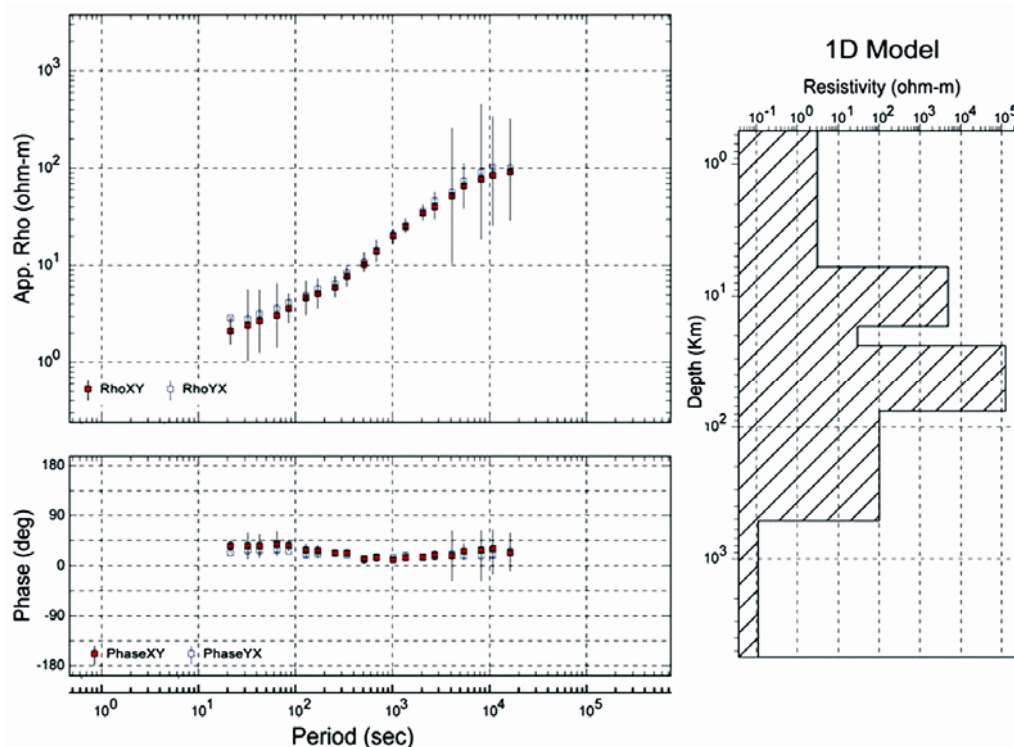 10³
10²
10¹
10⁰
App. Rho (ohm-m)
RhoXY RhoYX
180
90
0
-90
-180
Phase (deg)
PhaseXY PhaseYX
10⁰ 10¹ 10² 10³ 10⁴ 10⁵
Period (sec)
1D Model
Resistivity (ohm-m)
10⁻¹ 10⁰ 10¹ 10² 10³ 10⁴ 10⁵
10⁰
10¹
10²
10³
Depth (Km)